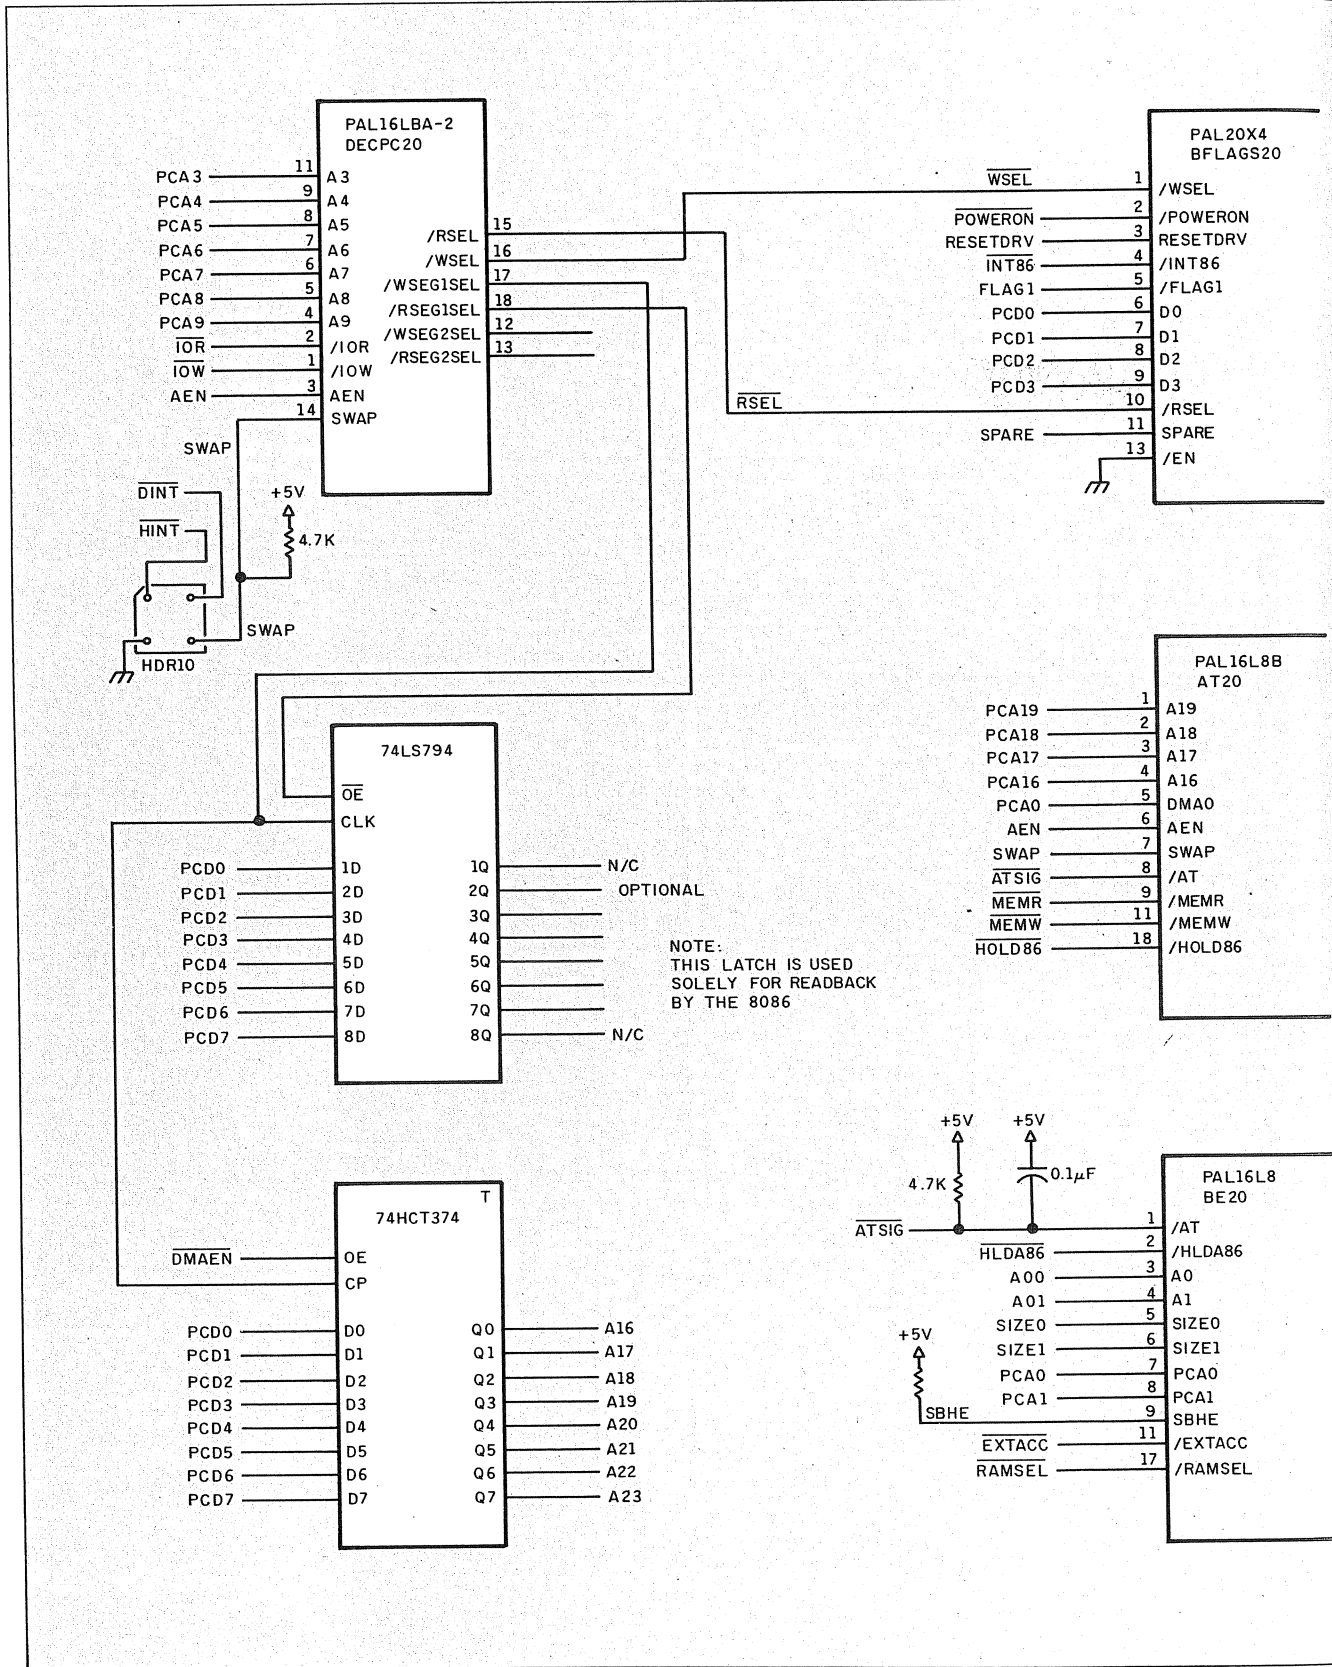 PAL16LBA-2
DECPC20
PCA3 11 A3
PCA4 9 A4
PCA5 8 A5
PCA6 7 A6
PCA7 6 A7
PCA8 5 A8
PCA9 4 A9
IOR 2 /IOR
IOW 1 /IOW
AEN 3 AEN
14 SWAP
/RSEL 15
/WSEL 16
/WSEG1SEL 17
/RSEG1SEL 18
/WSEG2SEL 12
/RSEG2SEL 13
SWAP
DINT
+5V
HINT
4.7K
SWAP
HDR10
RSEL
PAL20X4
BFLAGS20
WSEL 1 /WSEL
POWERON 2 /POWERON
RESETDRV 3 RESETDRV
INT86 4 /INT86
FLAG1 5 /FLAG1
PCD0 6 D0
PCD1 7 D1
PCD2 8 D2
PCD3 9 D3
10 /RSEL
SPARE 11 SPARE
13 /EN
74LS794
OE
CLK
PCD0 1D 1Q N/C
PCD1 2D 2Q OPTIONAL
PCD2 3D 3Q
PCD3 4D 4Q
PCD4 5D 5Q
PCD5 6D 6Q
PCD6 7D 7Q
PCD7 8D 8Q N/C
NOTE:
THIS LATCH IS USED
SOLELY FOR READBACK
BY THE 8086
PAL16L8B
AT20
PCA19 1 A19
PCA18 2 A18
PCA17 3 A17
PCA16 4 A16
PCA0 5 DMA0
AEN 6 AEN
SWAP 7 SWAP
ATSIG 8 /AT
MEMR 9 /MEMR
MEMW 11 /MEMW
HOLD86 18 /HOLD86
T
74HCT374
DMAEN OE
CP
PCD0 D0 Q0 A16
PCD1 D1 Q1 A17
PCD2 D2 Q2 A18
PCD3 D3 Q3 A19
PCD4 D4 Q4 A20
PCD5 D5 Q5 A21
PCD6 D6 Q6 A22
PCD7 D7 Q7 A23
+5V +5V
4.7K 0.1μF
PAL16L8
BE20
ATSIG 1 /AT
HLDA86 2 /HLDA86
A00 3 A0
A01 4 A1
SIZE0 5 SIZE0
SIZE1 6 SIZE1
PCA0 7 PCA0
PCA1 8 PCA1
+5V
SBHE 9 SBHE
EXTACC 11 /EXTACC
RAMSEL 17 /RAMSEL